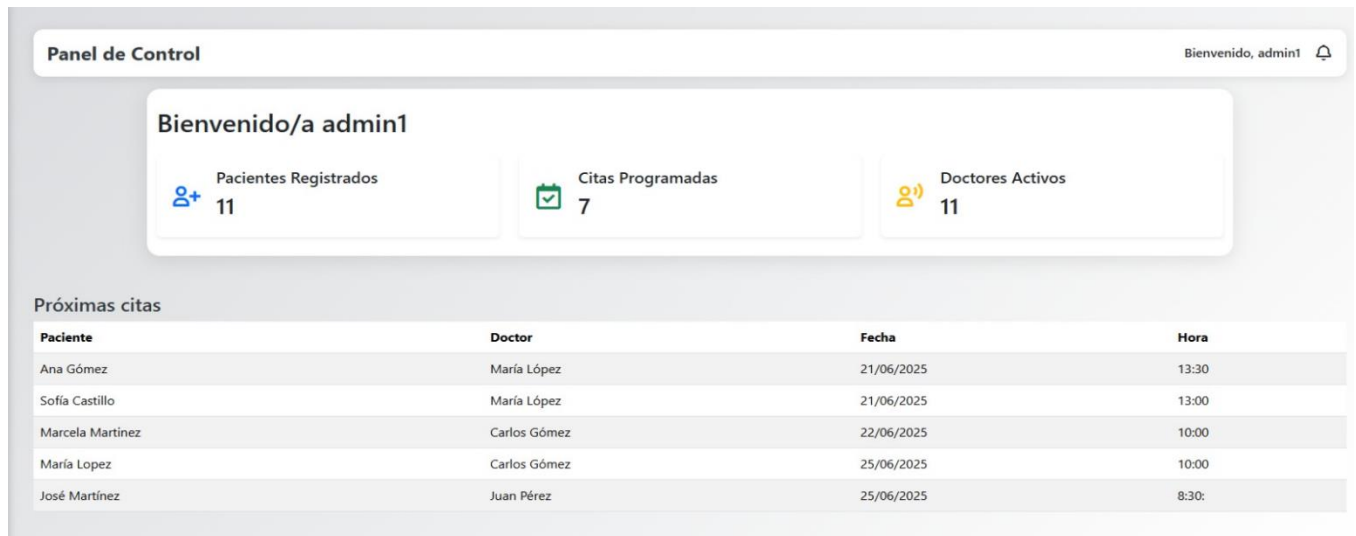 Panel de Control
Bienvenido, admin1
Bienvenido/a admin1
Pacientes Registrados
11
Citas Programadas
7
Doctores Activos
11
Próximas citas
Paciente Doctor Fecha Hora
Ana Gómez María López 21/06/2025 13:30
Sofía Castillo María López 21/06/2025 13:00
Marcela Martinez Carlos Gómez 22/06/2025 10:00
María Lopez Carlos Gómez 25/06/2025 10:00
José Martínez Juan Pérez 25/06/2025 8:30: